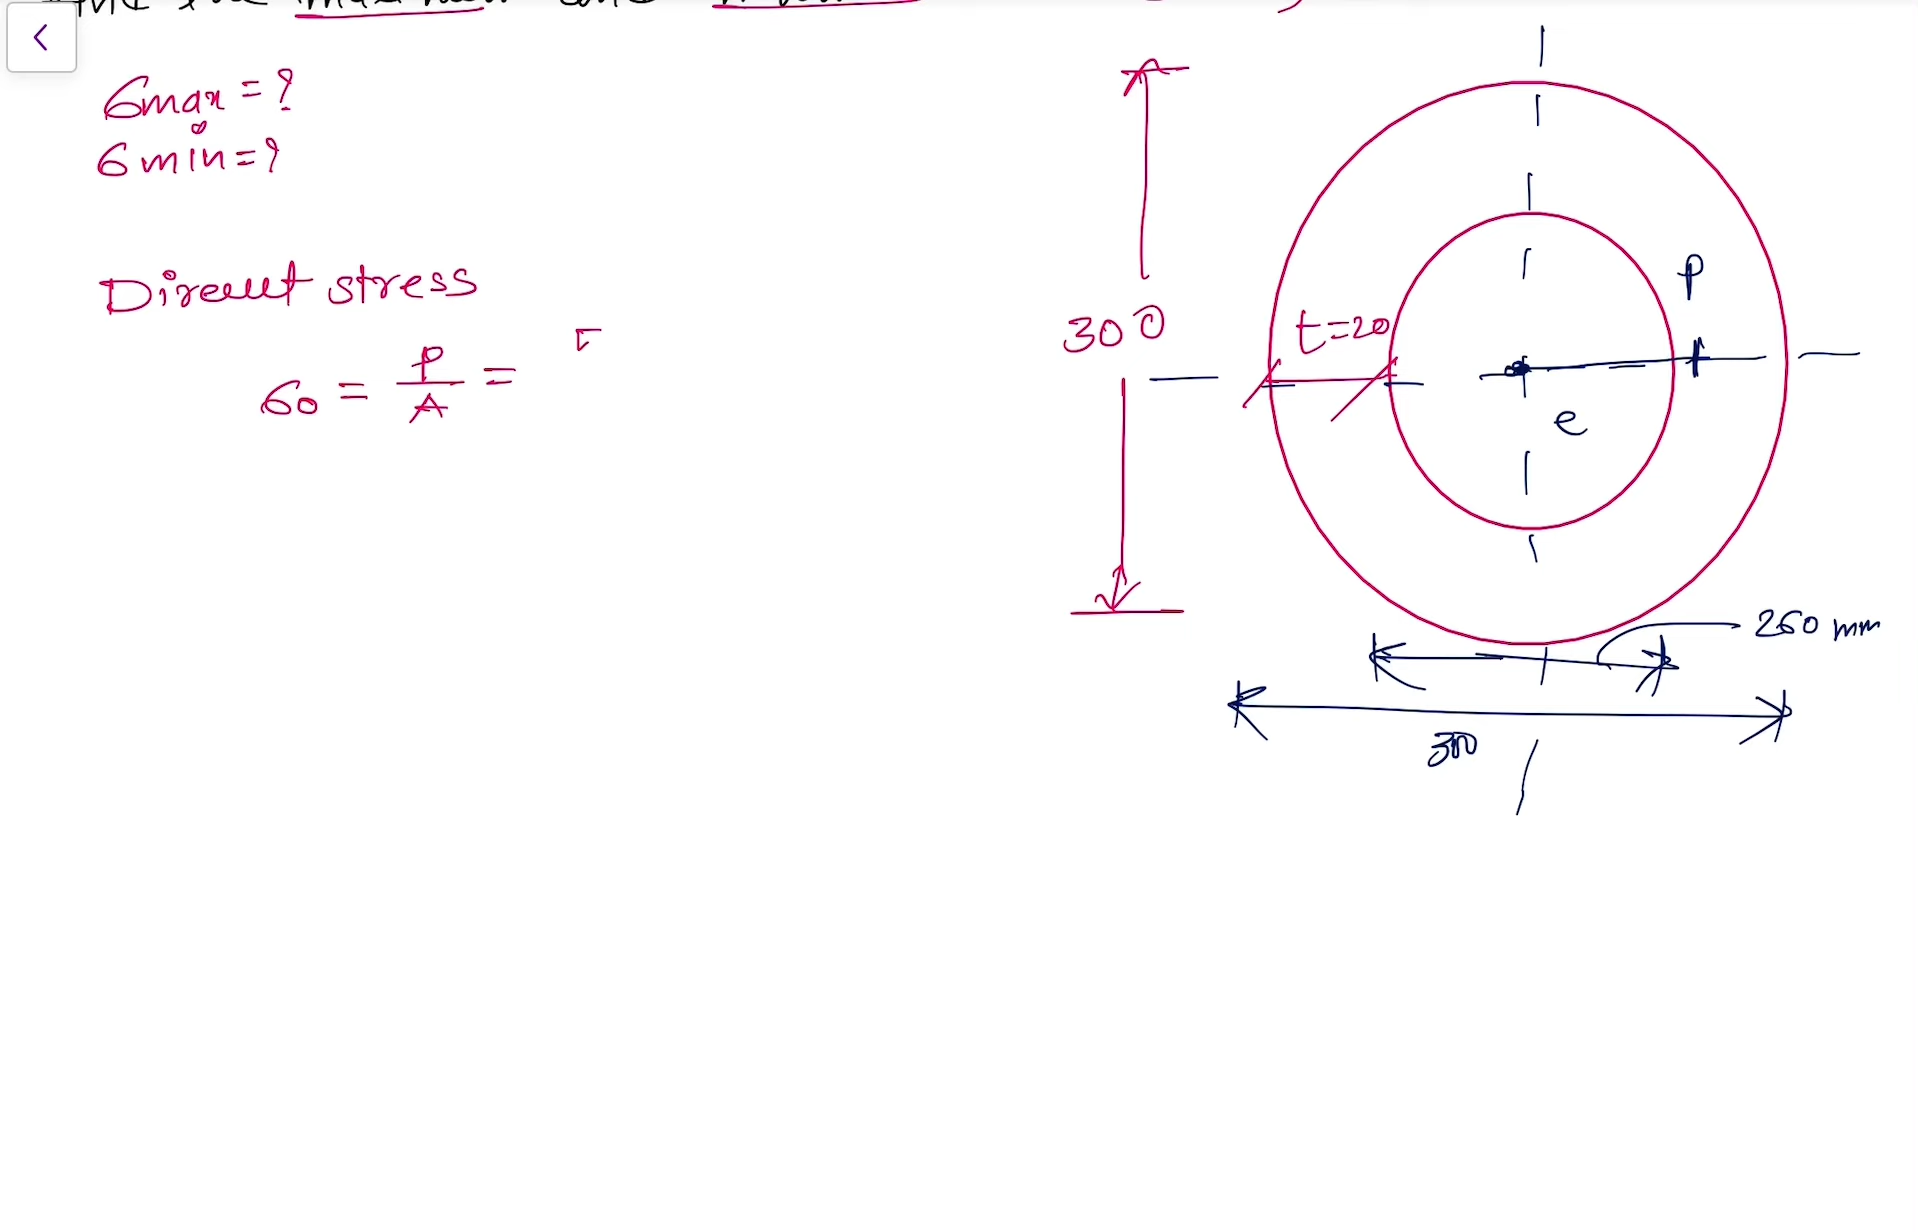 σmax = ?
σmin = ?
Direct stress
σ0 = P/A =
300
t=20
P
e
260 mm
300